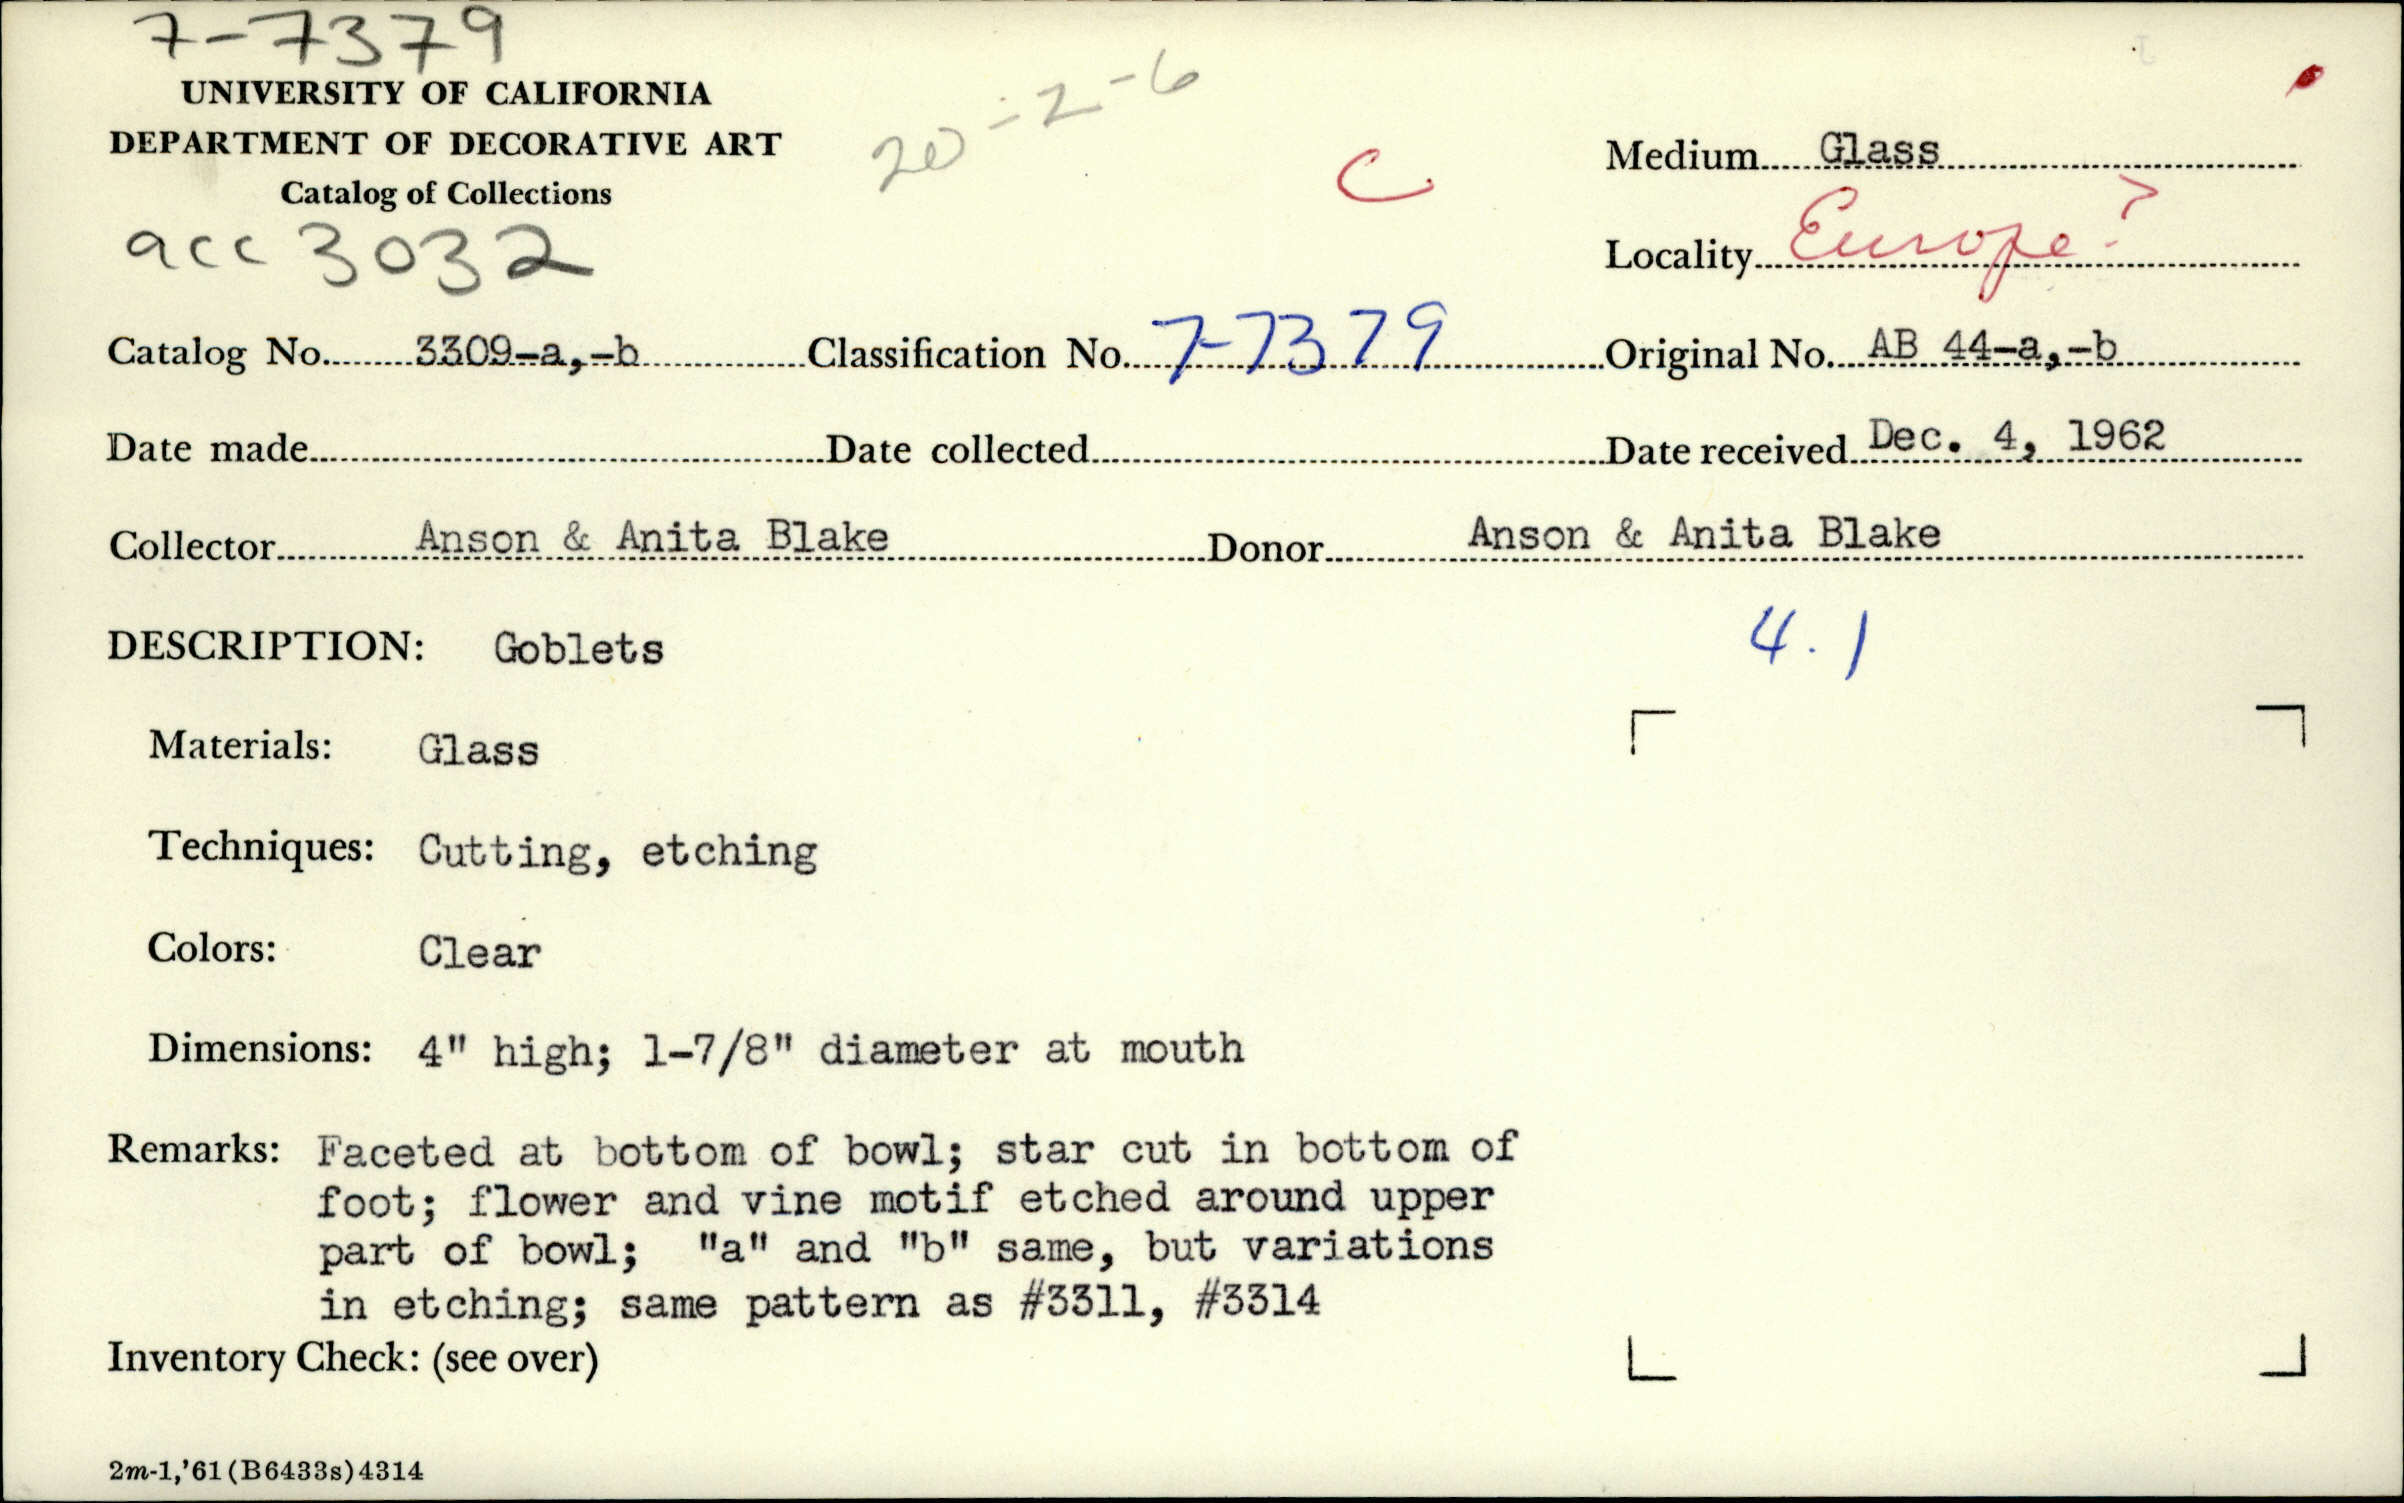 7-7379
UNIVERSITY OF CALIFORNIA
DEPARTMENT OF DECORATIVE ART
Catalog of Collections
20-2-6
C
acc 3032
Medium Glass
Locality Europe?
Catalog No. 3309-a,-b Classification No. 7-7379 Original No. AB 44-a,-b
Date made Date collected Date received Dec. 4, 1962
Collector Anson & Anita Blake Donor Anson & Anita Blake
DESCRIPTION: Goblets
4.1
Materials: Glass
Techniques: Cutting, etching
Colors: Clear
Dimensions: 4" high; 1-7/8" diameter at mouth
Remarks: Faceted at bottom of bowl; star cut in bottom of
foot; flower and vine motif etched around upper
part of bowl; "a" and "b" same, but variations
in etching; same pattern as #3311, #3314
Inventory Check: (see over)
2m-1,'61(B6433s)4314